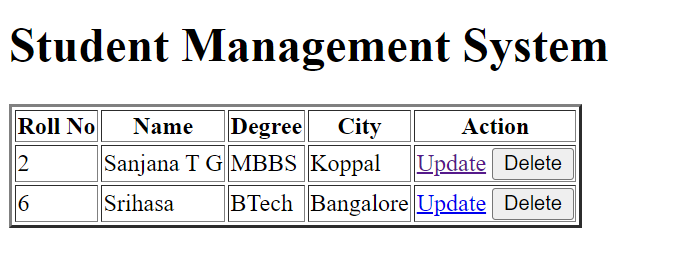 Student Management System
Roll No Name Degree City Action
2 Sanjana T G MBBS Koppal Update Delete
6 Srihasa BTech Bangalore Update Delete